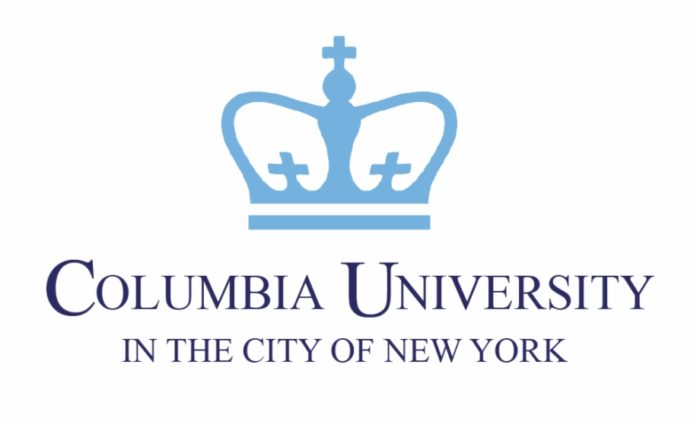 COLUMBIA UNIVERSITY
IN THE CITY OF NEW YORK